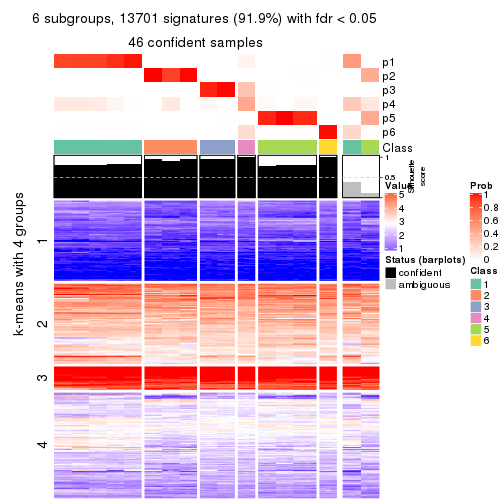 6 subgroups, 13701 signatures (91.9%) with fdr < 0.05
46 confident samples
p1
p2
p3
p4
p5
p6
Class
1
0.5
Silhouette
score
k-means with 4 groups
1
2
3
4
Value
5
4
3
2
1
Status (barplots)
confident
ambiguous
Prob
1
0.8
0.6
0.4
0.2
0
Class
1
2
3
4
5
6